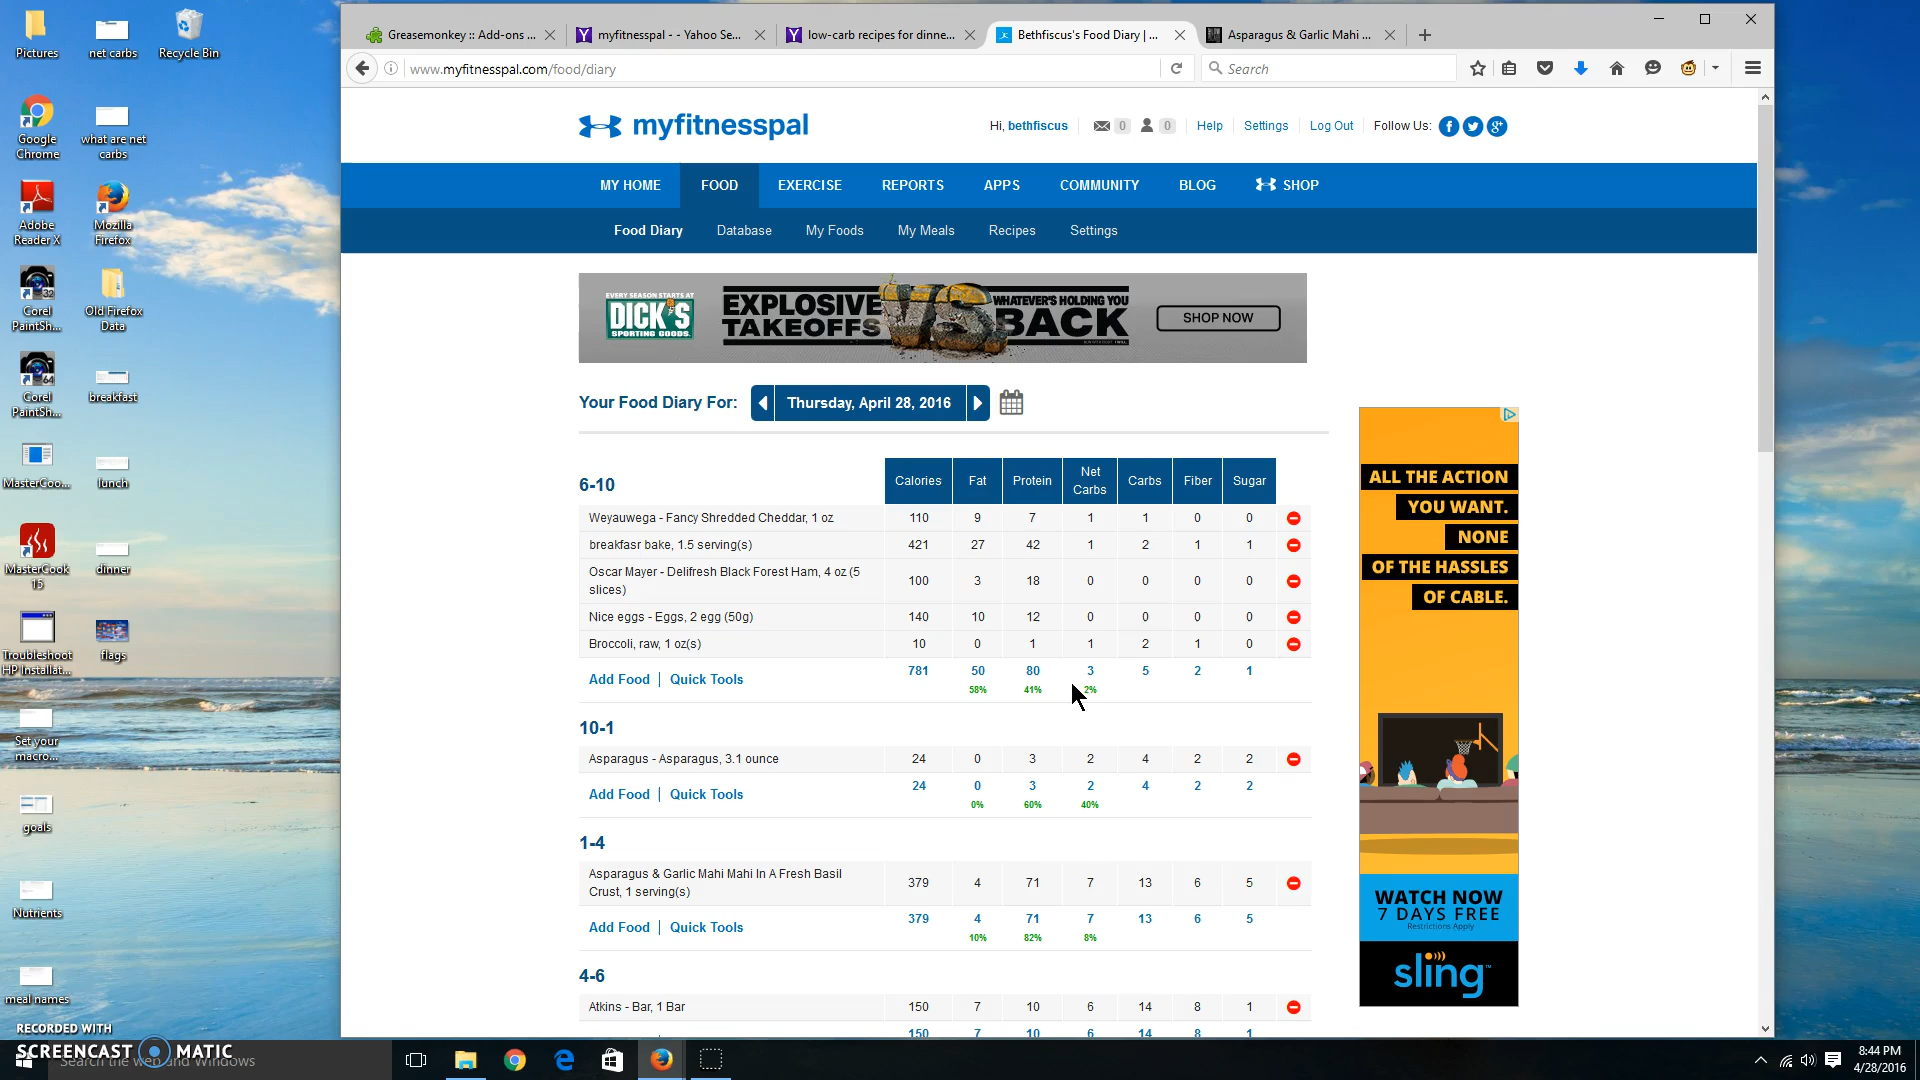 Pictures
net carbs
Recycle Bin
Google Chrome
what are net carbs
Adobe Reader X
Mozilla Firefox
Corel PaintSh...
Old Firefox Data
Corel PaintSh...
breakfast
MasterCoo...
lunch
MasterCook 15
dinner
Troubleshoot HP Installat...
flags
Set your macro...
goals
Nutrients
meal names
RECORDED WITH
SCREENCAST MATIC
Search the web and Windows
Greasemonkey :: Add-ons ...
myfitnesspal - - Yahoo Se...
low-carb recipes for dinne...
Bethfiscus's Food Diary | ...
Asparagus & Garlic Mahi ...
www.myfitnesspal.com/food/diary
Search
myfitnesspal
Hi, bethfiscus 0 0 Help Settings Log Out Follow Us:
MY HOME FOOD EXERCISE REPORTS APPS COMMUNITY BLOG SHOP
Food Diary Database My Foods My Meals Recipes Settings
EVERY SEASON STARTS AT
DICK'S
SPORTING GOODS
EXPLOSIVE TAKEOFFS
VS
WHATEVER'S HOLDING YOU BACK
SHOP NOW
Your Food Diary For: Thursday, April 28, 2016
6-10 Calories Fat Protein Net Carbs Carbs Fiber Sugar
Weyauwega - Fancy Shredded Cheddar, 1 oz 110 9 7 1 1 0 0
breakfasr bake, 1.5 serving(s) 421 27 42 1 2 1 1
Oscar Mayer - Delifresh Black Forest Ham, 4 oz (5 slices) 100 3 18 0 0 0 0
Nice eggs - Eggs, 2 egg (50g) 140 10 12 0 0 0 0
Broccoli, raw, 1 oz(s) 10 0 1 1 2 1 0
Add Food | Quick Tools 781 50 80 3 5 2 1
58% 41% 2%
10-1
Asparagus - Asparagus, 3.1 ounce 24 0 3 2 4 2 2
Add Food | Quick Tools 24 0 3 2 4 2 2
0% 60% 40%
1-4
Asparagus & Garlic Mahi Mahi In A Fresh Basil Crust, 1 serving(s) 379 4 71 7 13 6 5
Add Food | Quick Tools 379 4 71 7 13 6 5
10% 82% 8%
4-6
Atkins - Bar, 1 Bar 150 7 10 6 14 8 1
150 7 10 6 14 8 1
ALL THE ACTION
YOU WANT.
NONE
OF THE HASSLES
OF CABLE.
WATCH NOW
7 DAYS FREE
Restrictions Apply
sling
8:44 PM
4/28/2016